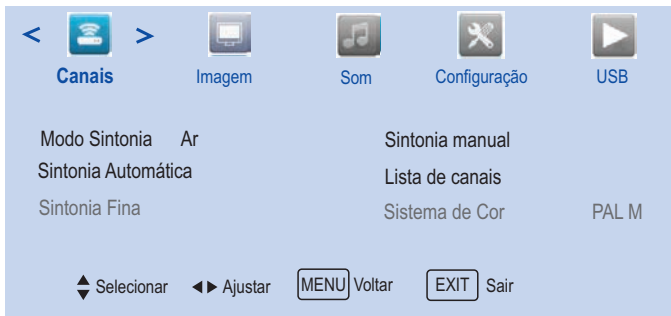 < >
Canais Imagem Som Configuração USB
Modo Sintonia Ar Sintonia manual
Sintonia Automática Lista de canais
Sintonia Fina Sistema de Cor PAL M
Selecionar Ajustar MENU Voltar EXIT Sair